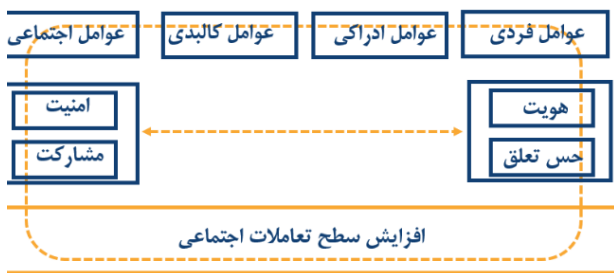 عوامل فردی
عوامل ادراکی
عوامل کالبدی
عوامل اجتماعی
هویت
امنیت
حس تعلق
مشارکت
افزایش سطح تعاملات اجتماعی